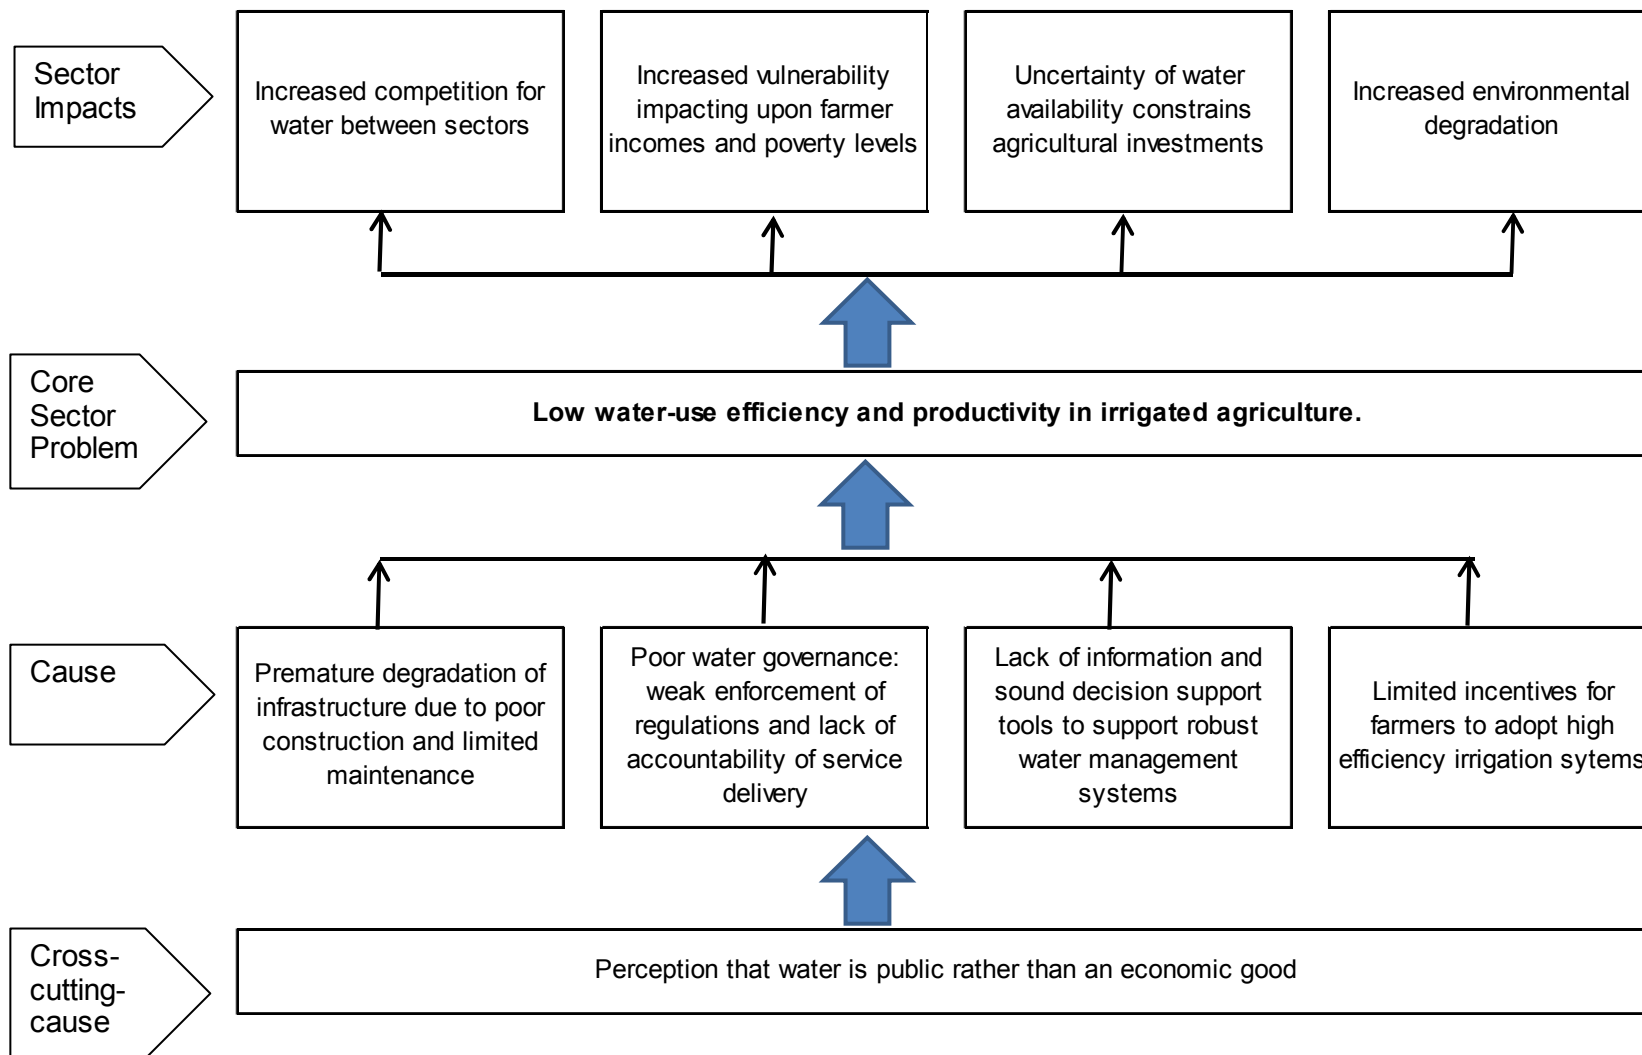 Sector
Impacts
Increased competition for
water between sectors
Increased vulnerability
impacting upon farmer
incomes and poverty levels
Uncertainty of water
availability constrains
agricultural investments
Increased environmental
degradation
Core
Sector
Problem
Low water-use efficiency and productivity in irrigated agriculture.
Cause
Premature degradation of
infrastructure due to poor
construction and limited
maintenance
Poor water governance:
weak enforcement of
regulations and lack of
accountability of service
delivery
Lack of information and
sound decision support
tools to support robust
water management
systems
Limited incentives for
farmers to adopt high
efficiency irrigation sytems
Cross-
cutting-
cause
Perception that water is public rather than an economic good